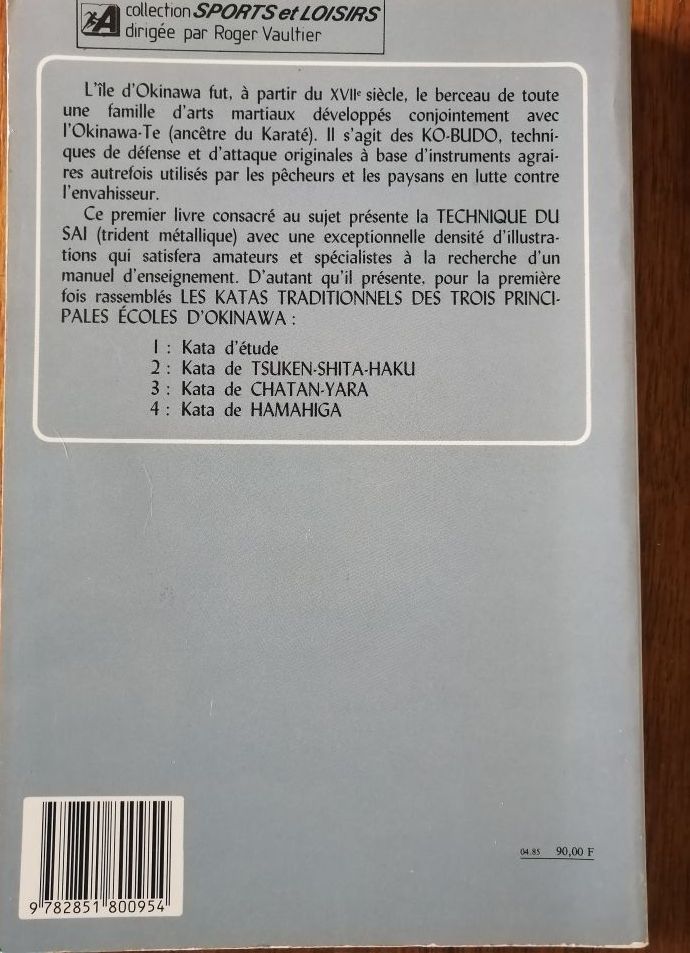 A collection SPORTS et LOISIRS
dirigée par Roger Vaultier
L'île d'Okinawa fut, à partir du XVIIe siècle, le berceau de toute
une famille d'arts martiaux développés conjointement avec
l'Okinawa-Te (ancêtre du Karaté). Il s'agit des KO-BUDO, techni-
ques de défense et d'attaque originales à base d'instruments agrai-
res autrefois utilisés par les pêcheurs et les paysans en lutte contre
l'envahisseur.
Ce premier livre consacré au sujet présente la TECHNIQUE DU
SAI (trident métallique) avec une exceptionnelle densité d'illustra-
tions qui satisfera amateurs et spécialistes à la recherche d'un
manuel d'enseignement. D'autant qu'il présente, pour la première
fois rassemblés LES KATAS TRADITIONNELS DES TROIS PRINCI-
PALES ÉCOLES D'OKINAWA :
1 : Kata d'étude
2 : Kata de TSUKEN-SHITA-HAKU
3 : Kata de CHATAN-YARA
4 : Kata de HAMAHIGA
04.85 90,00 F
9 782851 800954